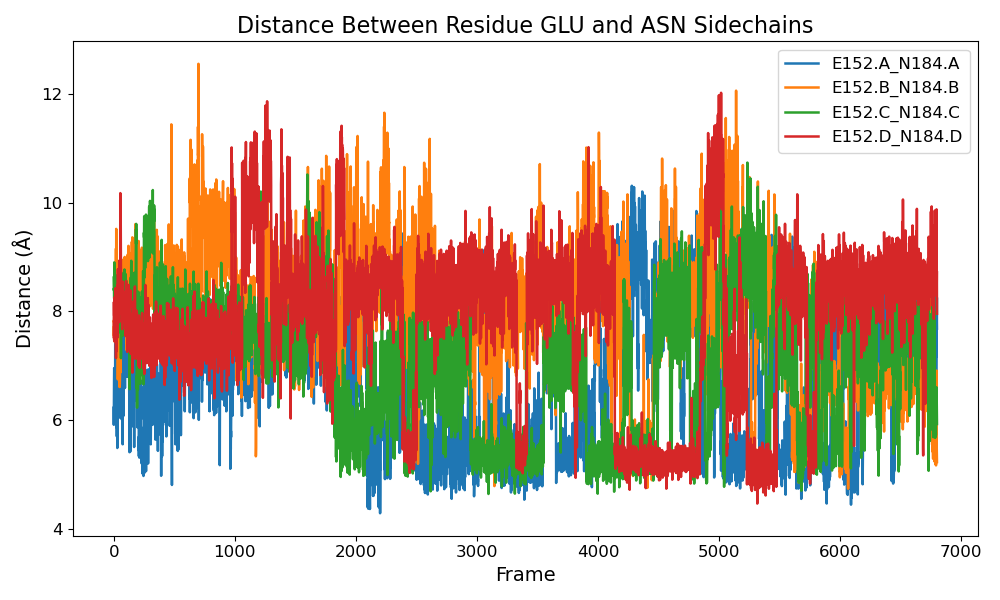 Distance Between Residue GLU and ASN Sidechains
E152.A_N184.A
E152.B_N184.B
E152.C_N184.C
E152.D_N184.D
Distance (Å)
12
10
8
6
4
0 1000 2000 3000 4000 5000 6000 7000
Frame